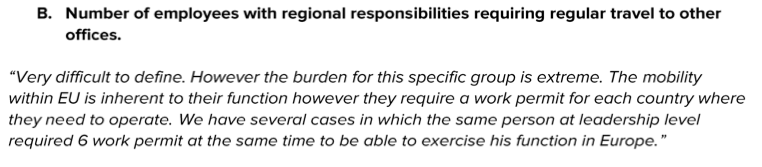 B. Number of employees with regional responsibilities requiring regular travel to other
offices.
“Very difficult to define. However the burden for this specific group is extreme. The mobility
within EU is inherent to their function however they require a work permit for each country where
they need to operate. We have several cases in which the same person at leadership level
required 6 work permit at the same time to be able to exercise his function in Europe.”